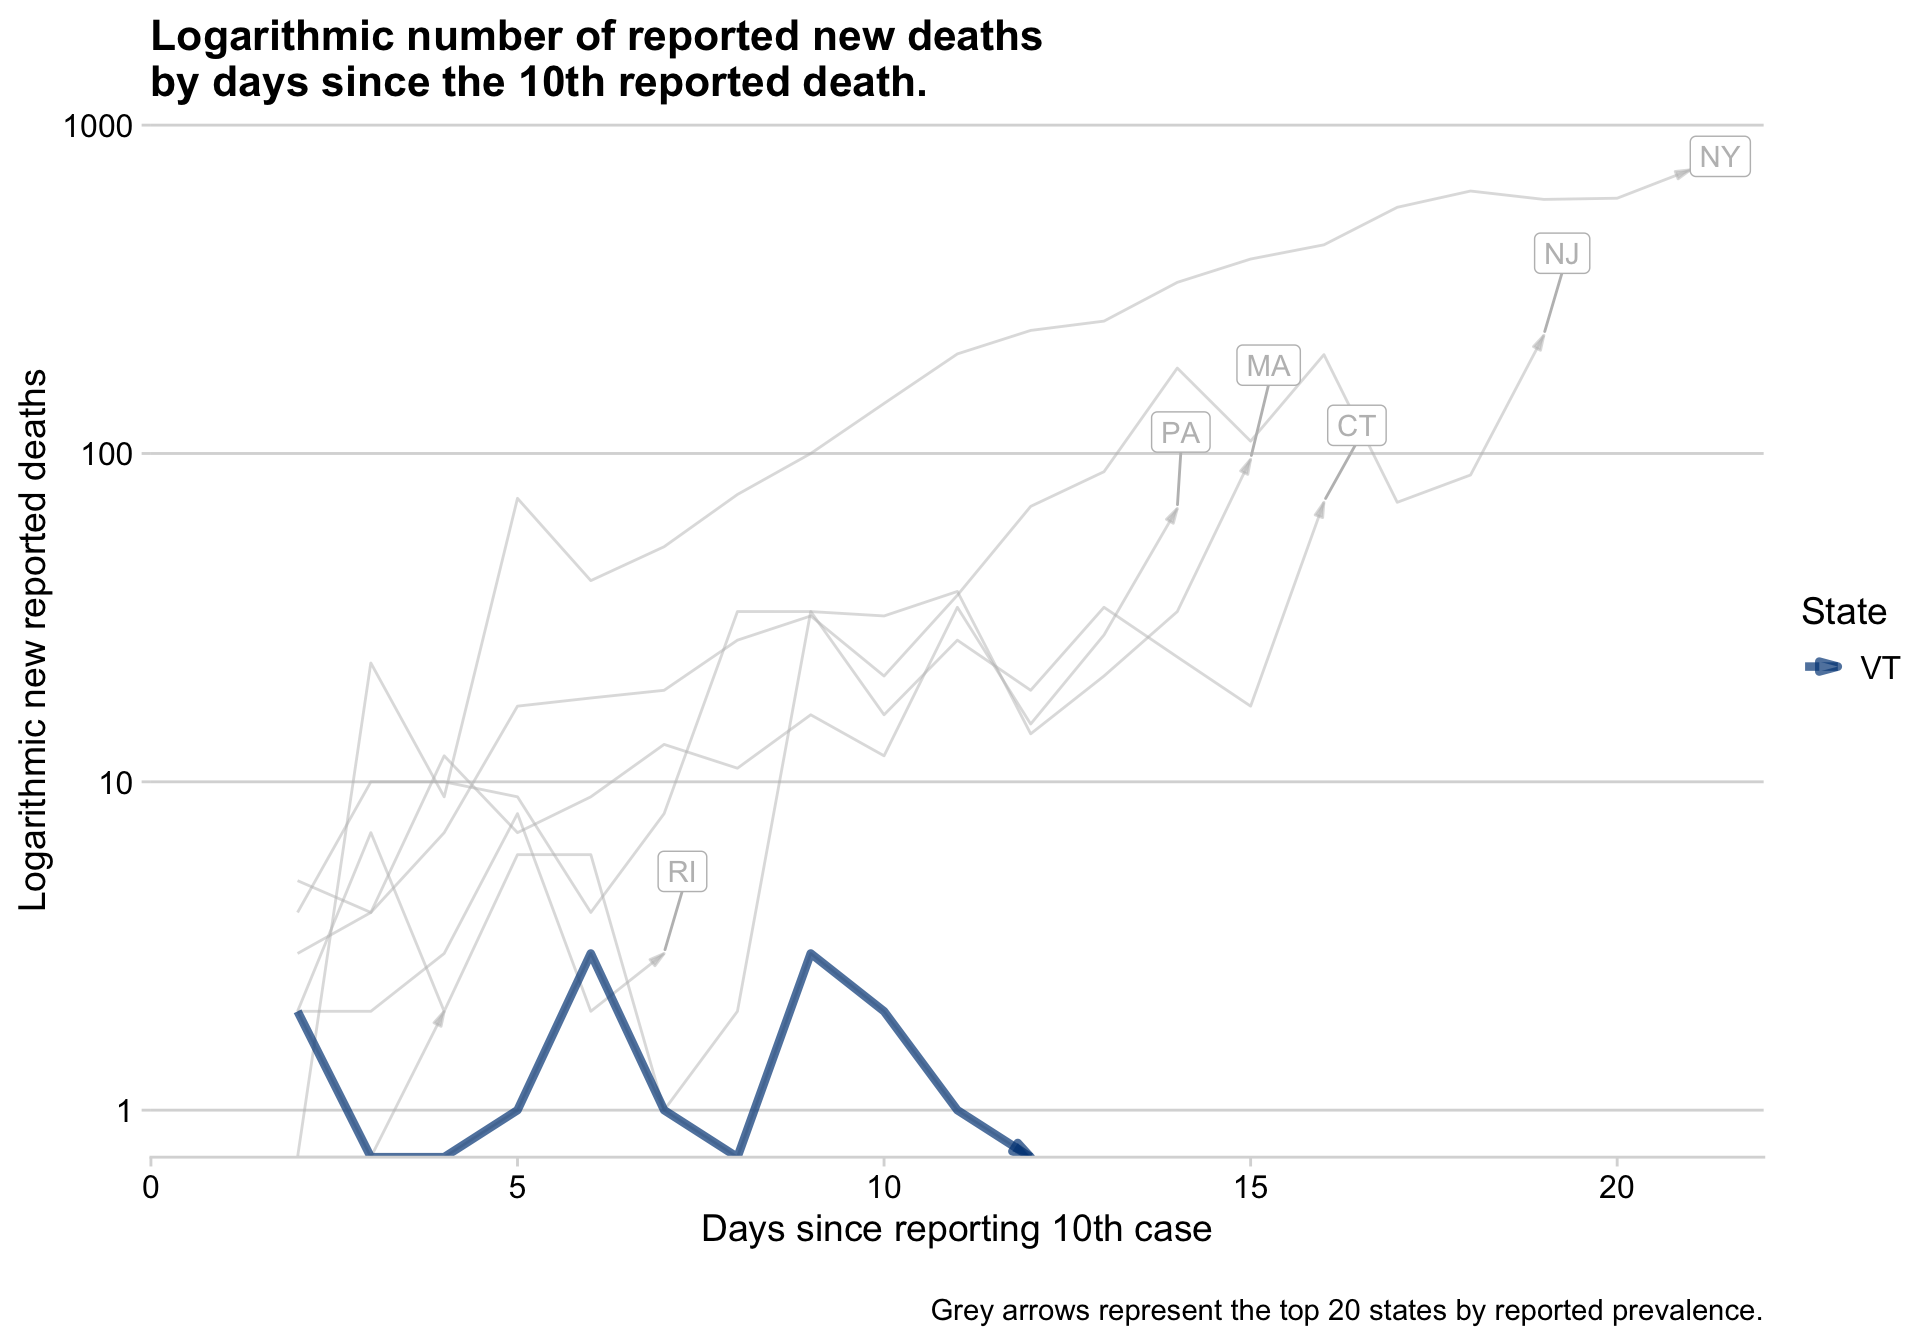 Logarithmic number of reported new deaths
by days since the 10th reported death.
1000
NY
NJ
MA
CT
PA
100
Logarithmic new reported deaths
State
VT
10
RI
1
0 5 10 15 20
Days since reporting 10th case
Grey arrows represent the top 20 states by reported prevalence.